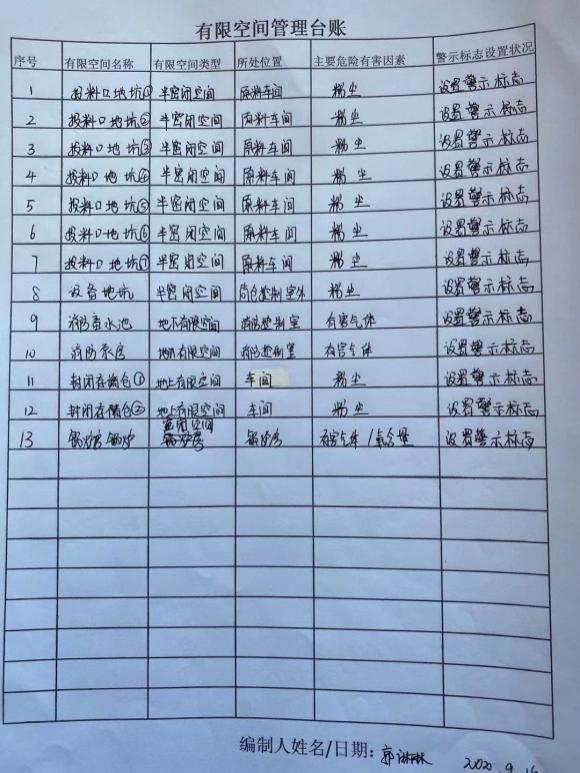 有限空间管理台账
序号 有限空间名称 有限空间类型 所处位置 主要危险有害因素 警示标志设置状况
1 投料口地坑① 半密闭空间 原料车间 粉尘 设置警示标志
2 投料口地坑② 半密闭空间 原料车间 粉尘 设置警示标志
3 投料口地坑③ 半密闭空间 原料车间 粉尘 设置警示标志
4 投料口地坑④ 半密闭空间 原料车间 粉尘 设置警示标志
5 投料口地坑⑤ 半密闭空间 原料车间 粉尘 设置警示标志
6 投料口地坑⑥ 半密闭空间 原料车间 粉尘 设置警示标志
7 投料口地坑⑦ 半密闭空间 原料车间 粉尘 设置警示标志
8 设备地坑 半密闭空间 筒仓控制室外 粉尘 设置警示标志
9 消防蓄水池 地下有限空间 消防控制室 有害气体 设置警示标志
10 消防泵房 地下有限空间 消防控制室 有害气体 设置警示标志
11 封闭存储仓① 地上有限空间 车间 粉尘 设置警示标志
12 封闭存储仓② 地上有限空间 车间 粉尘 设置警示标志
13 锅炉房锅炉 密闭空间 锅炉房 有害气体/氧含量 设置警示标志
编制人姓名/日期: 郭 2020.9.16